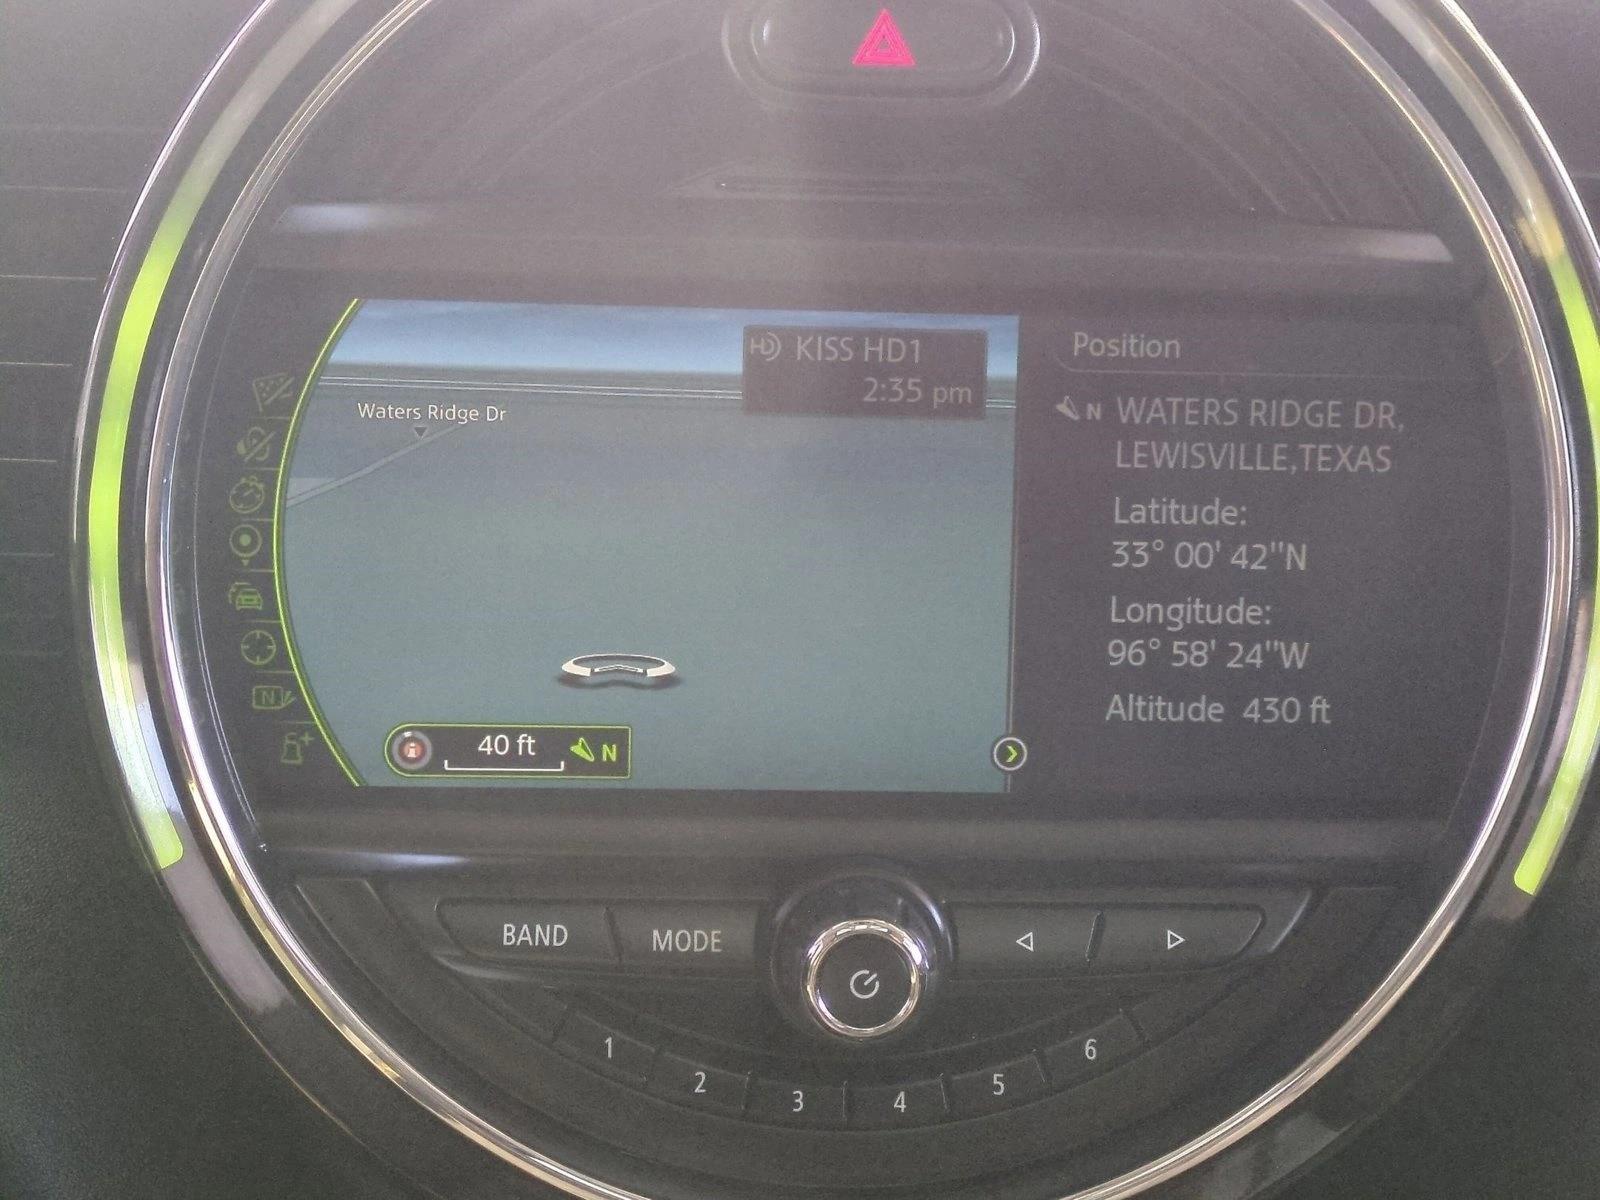 KISS HD1
2:35 pm
Waters Ridge Dr
40 ft N
Position
N WATERS RIDGE DR,
LEWISVILLE,TEXAS
Latitude:
33° 00' 42"N
Longitude:
96° 58' 24"W
Altitude 430 ft
N
BAND
MODE
1
2
3
4
5
6